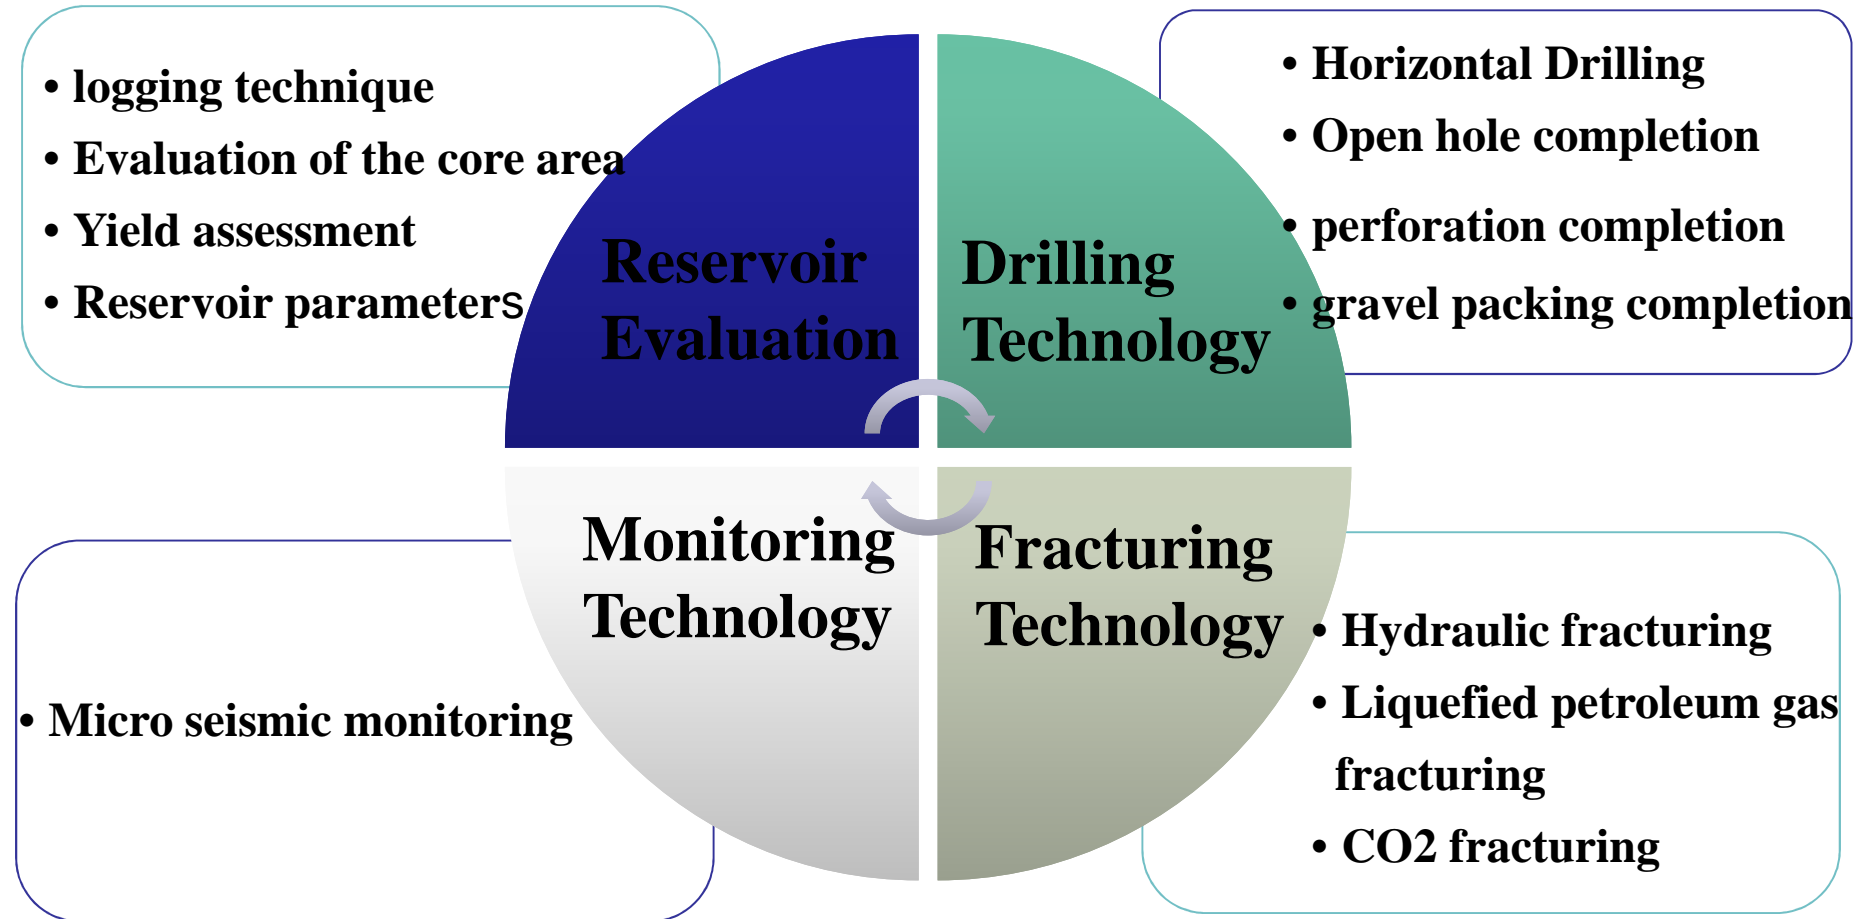 • logging technique
• Evaluation of the core area
• Yield assessment
• Reservoir parameters
Reservoir
Evaluation
Drilling
Technology
• Horizontal Drilling
• Open hole completion
• perforation completion
• gravel packing completion
Monitoring
Technology
• Micro seismic monitoring
Fracturing
Technology
• Hydraulic fracturing
• Liquefied petroleum gas
fracturing
• CO2 fracturing